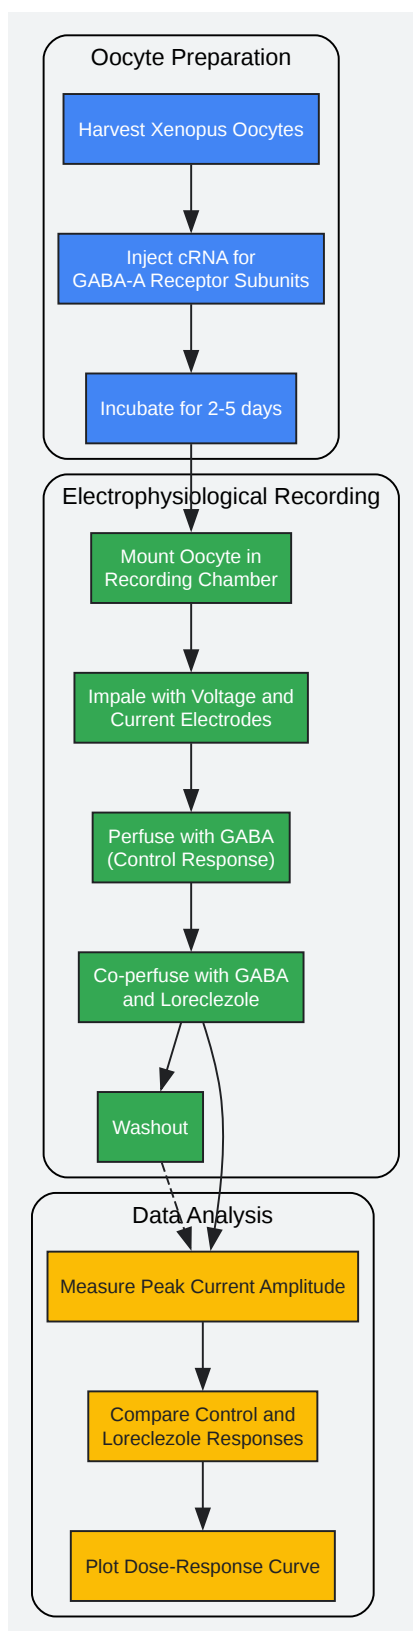 Oocyte Preparation
Harvest Xenopus Oocytes
Inject cRNA for
GABA-A Receptor Subunits
Incubate for 2-5 days
Electrophysiological Recording
Mount Oocyte in
Recording Chamber
Impale with Voltage and
Current Electrodes
Perfuse with GABA
(Control Response)
Co-perfuse with GABA
and Loreclezole
Washout
Data Analysis
Measure Peak Current Amplitude
Compare Control and
Loreclezole Responses
Plot Dose-Response Curve